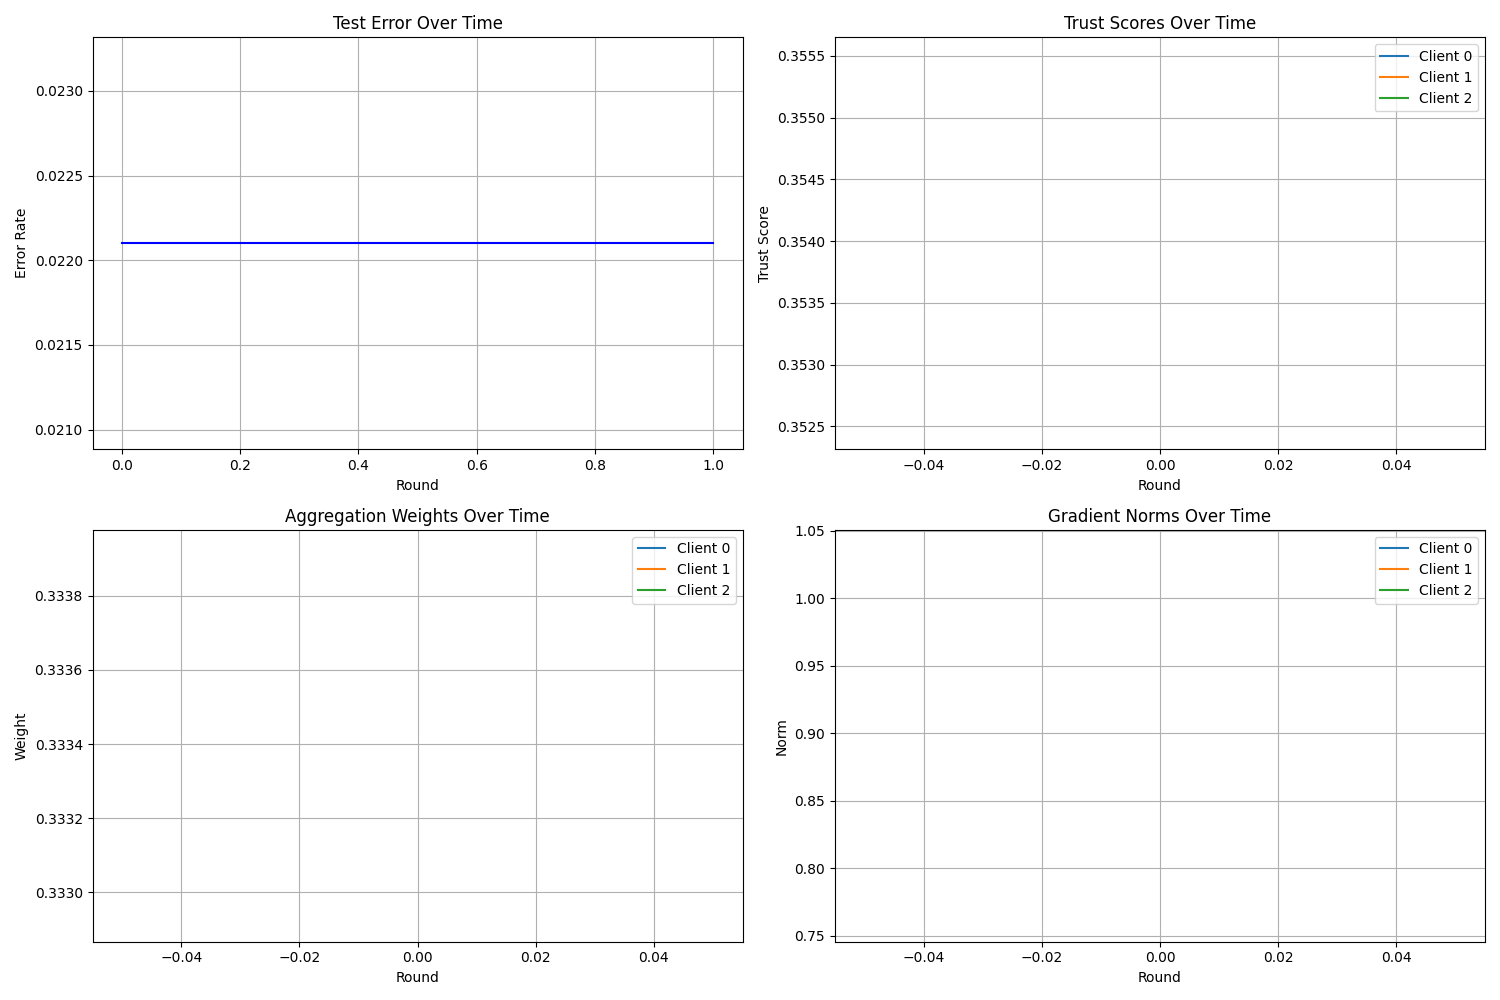 Test Error Over Time
Error Rate
0.0230
0.0225
0.0220
0.0215
0.0210
0.0 0.2 0.4 0.6 0.8 1.0
Round
Trust Scores Over Time
Trust Score
0.3555
0.3550
0.3545
0.3540
0.3535
0.3530
0.3525
Client 0
Client 1
Client 2
−0.04 −0.02 0.00 0.02 0.04
Round
Aggregation Weights Over Time
Weight
0.3338
0.3336
0.3334
0.3332
0.3330
Client 0
Client 1
Client 2
−0.04 −0.02 0.00 0.02 0.04
Round
Gradient Norms Over Time
Norm
1.05
1.00
0.95
0.90
0.85
0.80
0.75
Client 0
Client 1
Client 2
−0.04 −0.02 0.00 0.02 0.04
Round